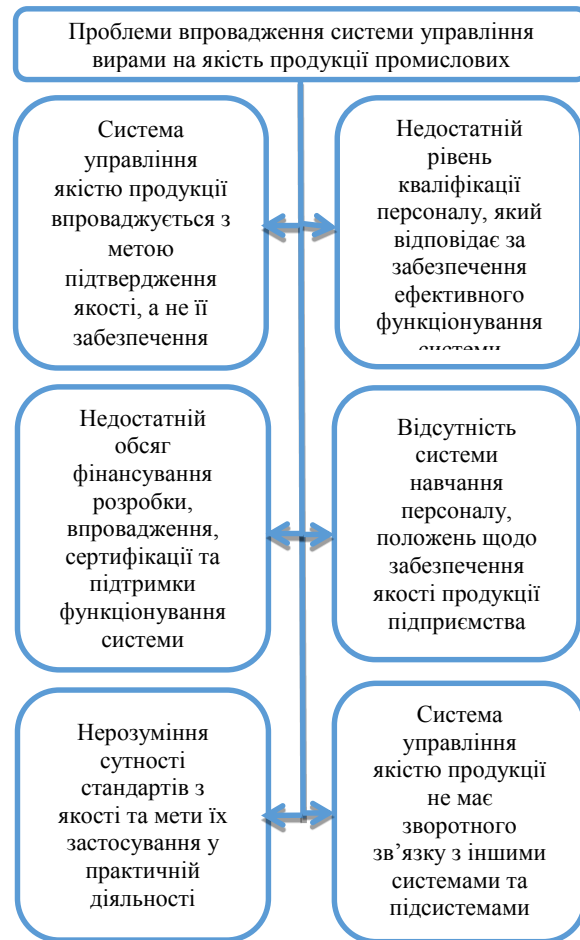 Проблеми впровадження системи управління
вирами на якість продукції промислових
Система
управління
якістю продукції
впроваджується з
метою
підтвердження
якості, а не її
забезпечення
Недостатній
рівень
кваліфікації
персоналу, який
відповідає за
забезпечення
ефективного
функціонування
системи
Недостатній
обсяг
фінансування
розробки,
впровадження,
сертифікації та
підтримки
функціонування
системи
Відсутність
системи
навчання
персоналу,
положень щодо
забезпечення
якості продукції
підприємства
Нерозуміння
сутності
стандартів з
якості та мети їх
застосування у
практичній
діяльності
Система
управління
якістю продукції
не має
зворотного
зв’язку з іншими
системами та
підсистемами